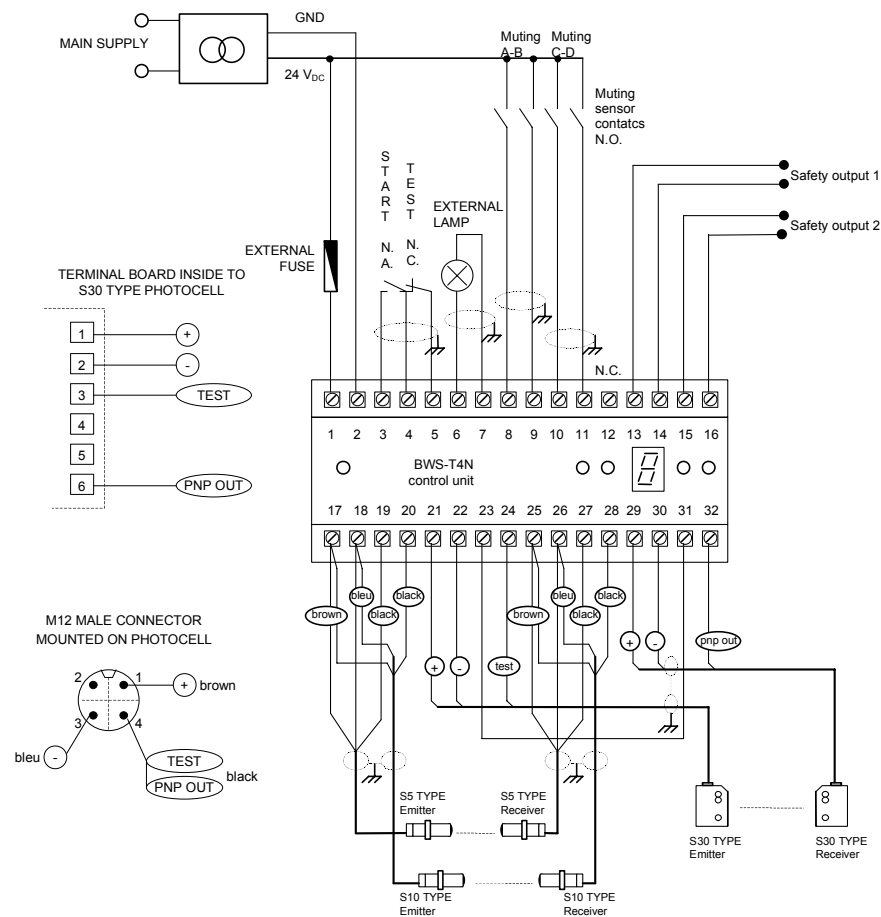 GND
MAIN SUPPLY
24 VDC
Muting A-B
Muting C-D
Muting sensor contatcs N.O.
START N.A.
TEST N.C.
EXTERNAL LAMP
EXTERNAL FUSE
Safety output 1
Safety output 2
TERMINAL BOARD INSIDE TO
S30 TYPE PHOTOCELL
1 +
2 -
3 TEST
4
5
6 PNP OUT
N.C.
1 2 3 4 5 6 7 8 9 10 11 12 13 14 15 16
BWS-T4N
control unit
17 18 19 20 21 22 23 24 25 26 27 28 29 30 31 32
brown
bleu
black
black
+
-
test
brown
bleu
black
black
+
-
pnp out
M12 MALE CONNECTOR
MOUNTED ON PHOTOCELL
2
1
+ brown
3
4
bleu -
TEST
PNP OUT
black
S5 TYPE
Emitter
S5 TYPE
Receiver
S10 TYPE
Emitter
S10 TYPE
Receiver
S30 TYPE
Emitter
S30 TYPE
Receiver